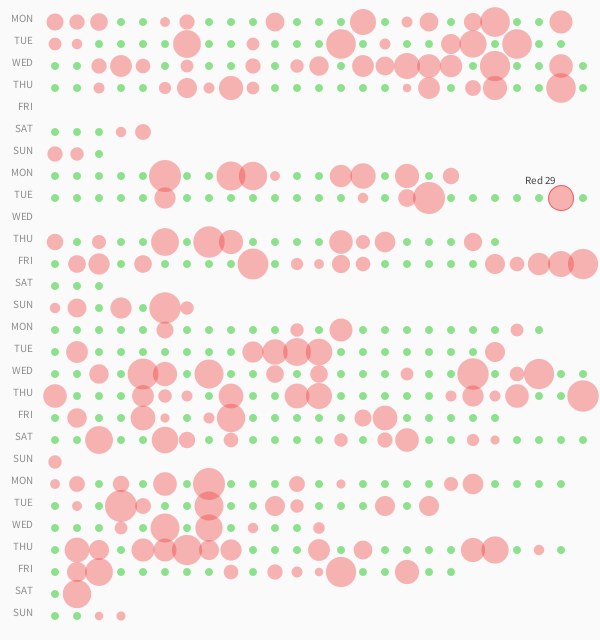 MON
TUE
WED
THU
FRI
SAT
SUN
MON
Red 29
TUE
WED
THU
FRI
SAT
SUN
MON
TUE
WED
THU
FRI
SAT
SUN
MON
TUE
WED
THU
FRI
SAT
SUN